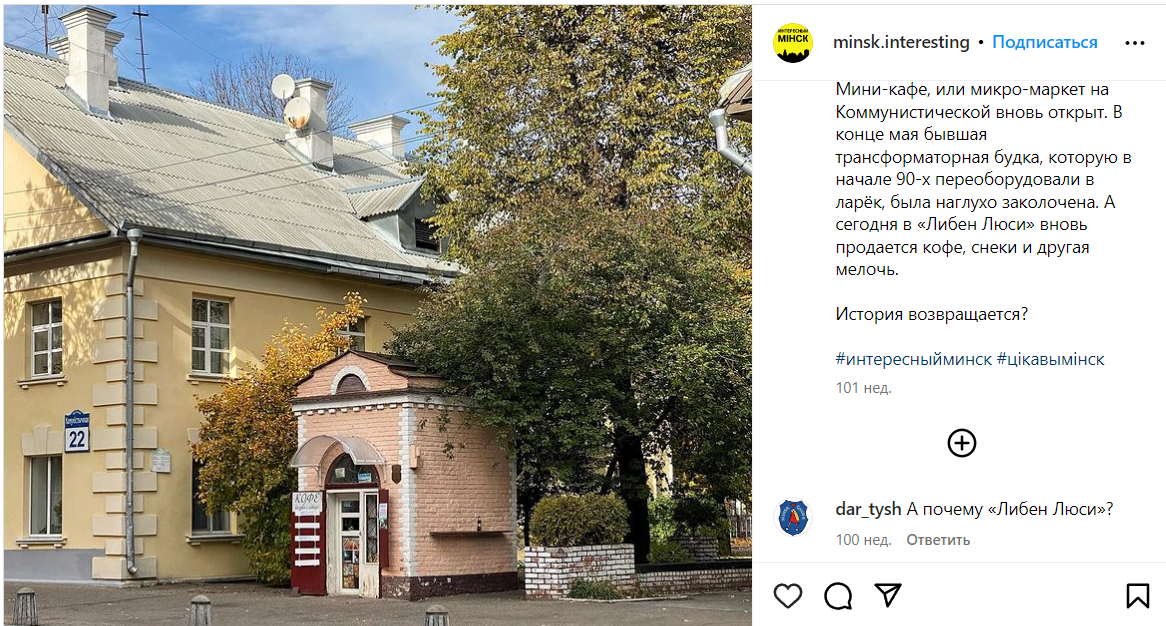 ИНТЕРЕСНЫЙ
МІНСК
minsk.interesting • Подписаться
Мини-кафе, или микро-маркет на
Коммунистической вновь открыт. В
конце мая бывшая
трансформаторная будка, которую в
начале 90-х переоборудовали в
ларёк, была наглухо заколочена. А
сегодня в «Либен Люси» вновь
продается кофе, снеки и другая
мелочь.
История возвращается?
#интересныйминск #цікавымінск
101 нед.
dar_tysh А почему «Либен Люси»?
100 нед. Ответить
22
КОФЕ